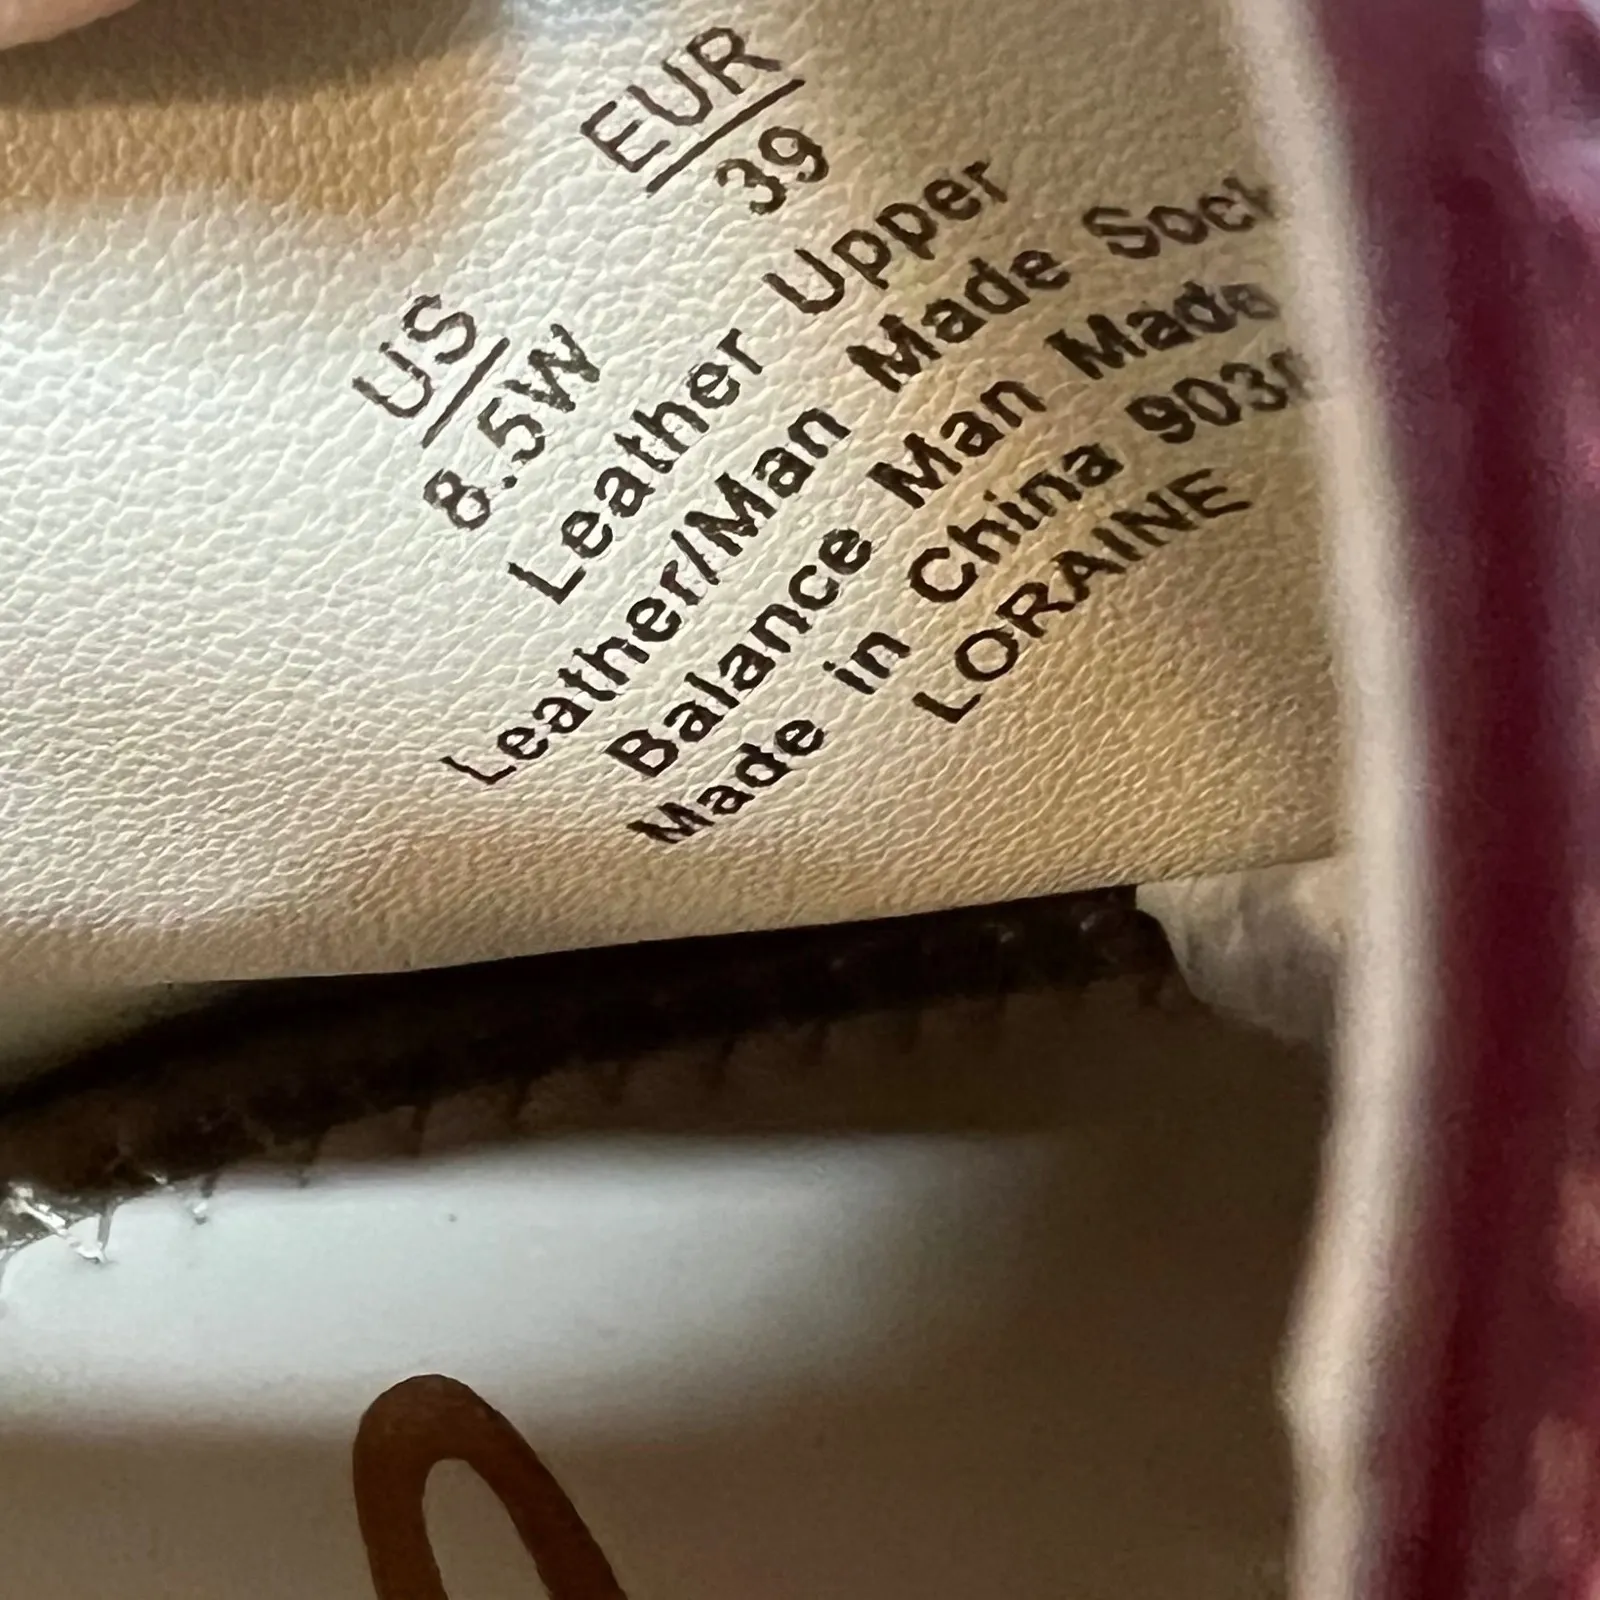 US EUR
8.5W 39
Leather Upper
Leather/Man Made Sock
Balance Man Made
Made in China
LORAINE